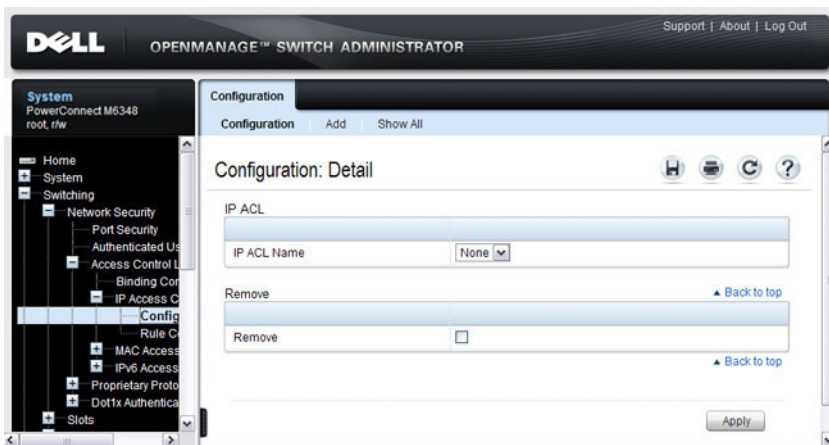 Support | About | Log Out
DELL OPENMANAGE™ SWITCH ADMINISTRATOR
System
PowerConnect M6348
root, r/w
Home
System
Switching
Network Security
Port Security
Authenticated Us
Access Control L
Binding Con
IP Access C
Config
Rule C
MAC Access
IPv6 Access
Proprietary Proto
Dot1x Authentica
Slots
Configuration
Configuration Add Show All
Configuration: Detail
IP ACL
IP ACL Name None
Remove ▲ Back to top
Remove
▲ Back to top
Apply